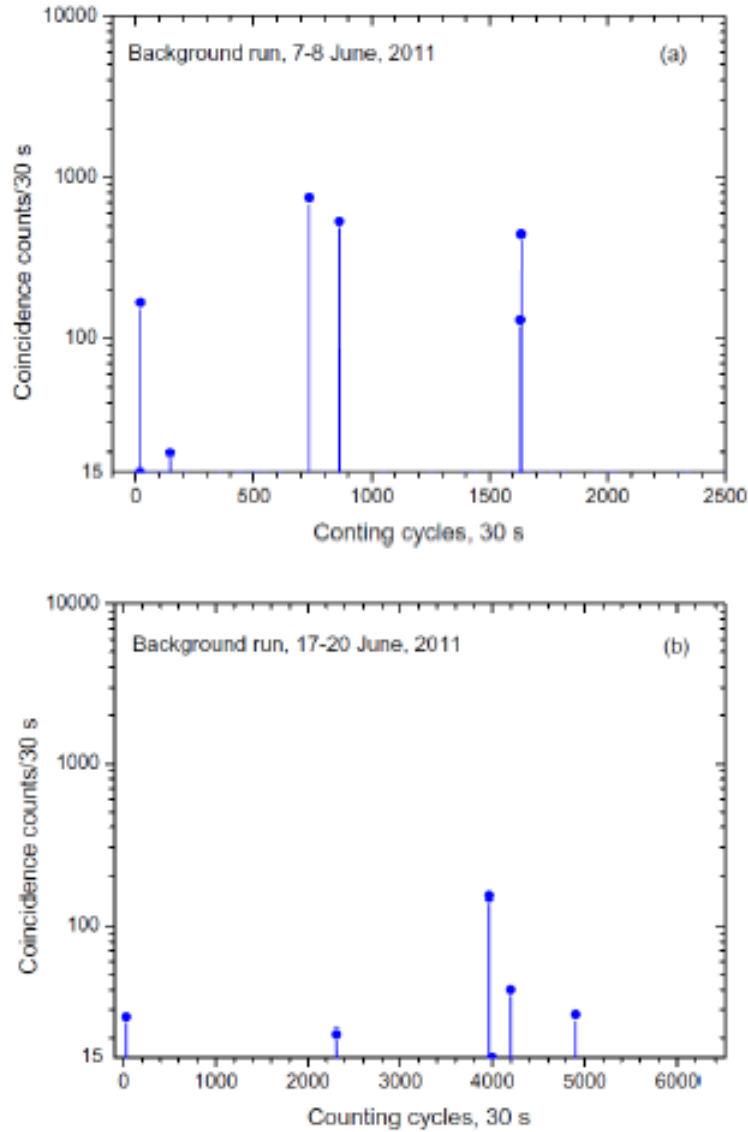 10000
Background run, 7-8 June, 2011 (a)
1000
Coincidence counts/30 s
100
15
0 500 1000 1500 2000 2500
Conting cycles, 30 s
10000
Background run, 17-20 June, 2011 (b)
1000
Coincidence counts/30 s
100
15
0 1000 2000 3000 4000 5000 6000
Counting cycles, 30 s